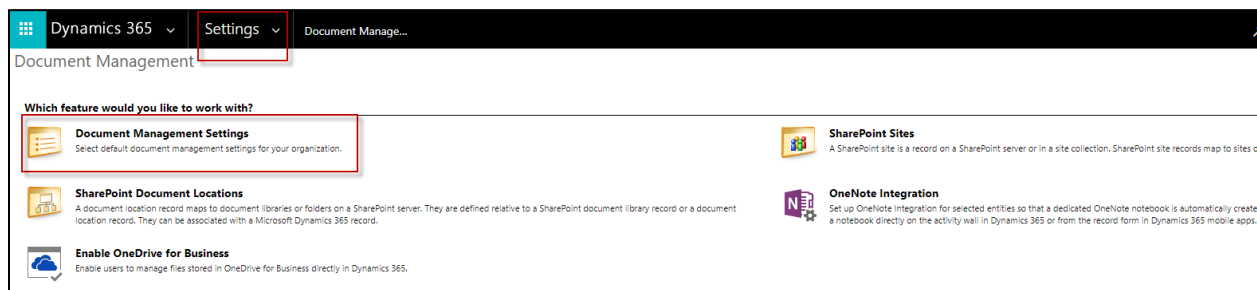 Dynamics 365 Settings Document Manage...
Document Management
Which feature would you like to work with?
Document Management Settings
Select default document management settings for your organization.
SharePoint Sites
A SharePoint site is a record on a SharePoint server or in a site collection. SharePoint site records map to sites
SharePoint Document Locations
A document location record maps to document libraries or folders on a SharePoint server. They are defined relative to a SharePoint document library record or a document
location record. They can be associated with a Microsoft Dynamics 365 record.
OneNote Integration
Set up OneNote Integration for selected entities so that a dedicated OneNote notebook is automatically create
a notebook directly on the activity wall in Dynamics 365 or from the record form in Dynamics 365 mobile apps.
Enable OneDrive for Business
Enable users to manage files stored in OneDrive for Business directly in Dynamics 365.